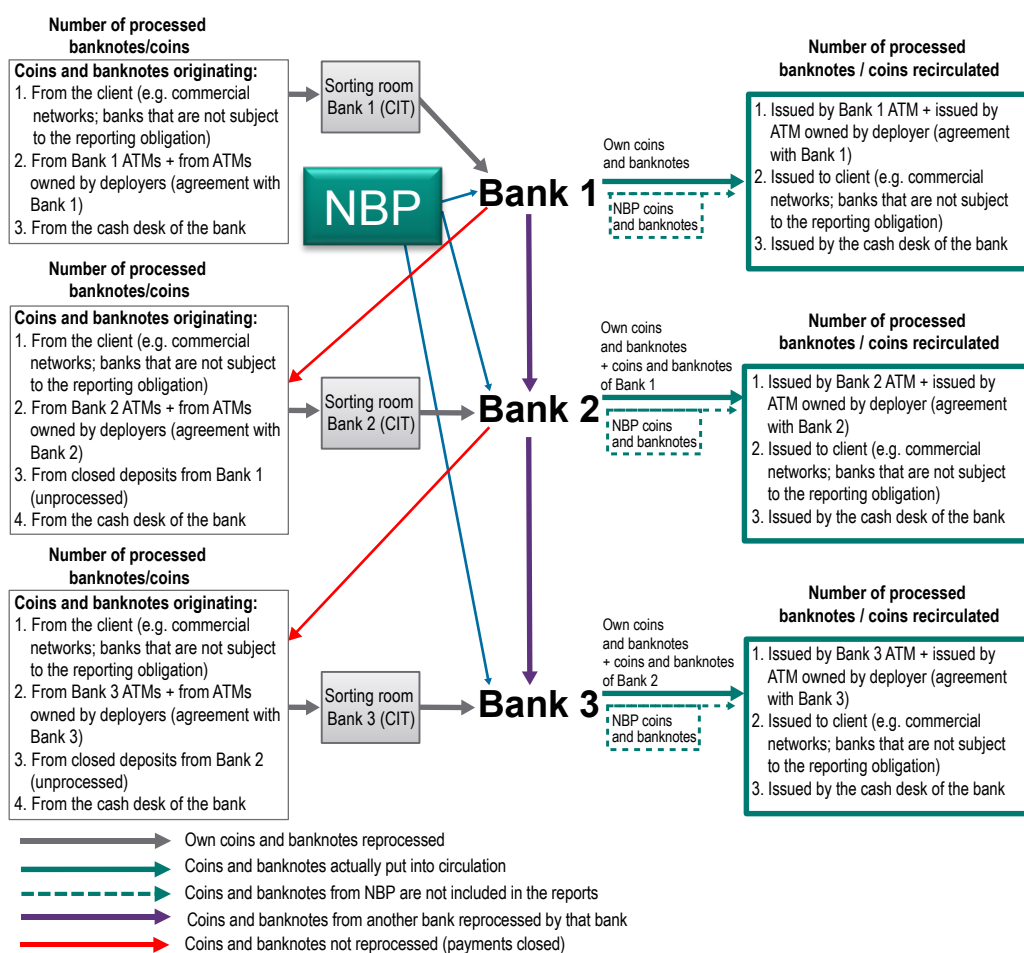 Number of processed
banknotes/coins
Coins and banknotes originating:
1. From the client (e.g. commercial
networks; banks that are not subject
to the reporting obligation)
2. From Bank 1 ATMs + from ATMs
owned by deployers (agreement with
Bank 1)
3. From the cash desk of the bank
Sorting room
Bank 1 (CIT)
NBP
Bank 1
Own coins
and banknotes
NBP coins
and banknotes
Number of processed
banknotes / coins recirculated
1. Issued by Bank 1 ATM + issued by
ATM owned by deployer (agreement
with Bank 1)
2. Issued to client (e.g. commercial
networks; banks that are not subject
to the reporting obligation)
3. Issued by the cash desk of the bank
Number of processed
banknotes/coins
Coins and banknotes originating:
1. From the client (e.g. commercial
networks; banks that are not subject
to the reporting obligation)
2. From Bank 2 ATMs + from ATMs
owned by deployers (agreement with
Bank 2)
3. From closed deposits from Bank 1
(unprocessed)
4. From the cash desk of the bank
Sorting room
Bank 2 (CIT)
Bank 2
Own coins
and banknotes
+ coins and banknotes
of Bank 1
NBP coins
and banknotes
Number of processed
banknotes / coins recirculated
1. Issued by Bank 2 ATM + issued by
ATM owned by deployer (agreement
with Bank 2)
2. Issued to client (e.g. commercial
networks; banks that are not subject
to the reporting obligation)
3. Issued by the cash desk of the bank
Number of processed
banknotes/coins
Coins and banknotes originating:
1. From the client (e.g. commercial
networks; banks that are not subject
to the reporting obligation)
2. From Bank 3 ATMs + from ATMs
owned by deployers (agreement with
Bank 3)
3. From closed deposits from Bank 2
(unprocessed)
4. From the cash desk of the bank
Sorting room
Bank 3 (CIT)
Bank 3
Own coins
and banknotes
+ coins and banknotes
of Bank 2
NBP coins
and banknotes
Number of processed
banknotes / coins recirculated
1. Issued by Bank 3 ATM + issued by
ATM owned by deployer (agreement
with Bank 3)
2. Issued to client (e.g. commercial
networks; banks that are not subject
to the reporting obligation)
3. Issued by the cash desk of the bank
Own coins and banknotes reprocessed
Coins and banknotes actually put into circulation
Coins and banknotes from NBP are not included in the reports
Coins and banknotes from another bank reprocessed by that bank
Coins and banknotes not reprocessed (payments closed)